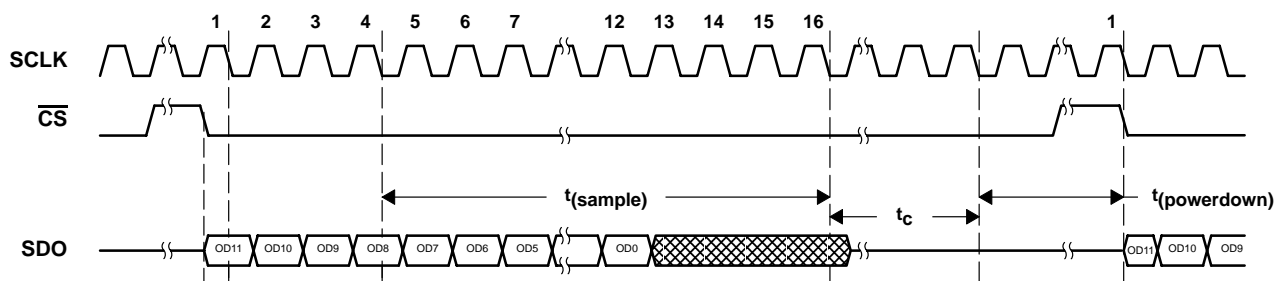 1 2 3 4 5 6 7 12 13 14 15 16 1
SCLK
CS
t(sample)
t(powerdown)
tc
SDO
OD11 OD10 OD9 OD8 OD7 OD6 OD5 OD0 OD11 OD10 OD9